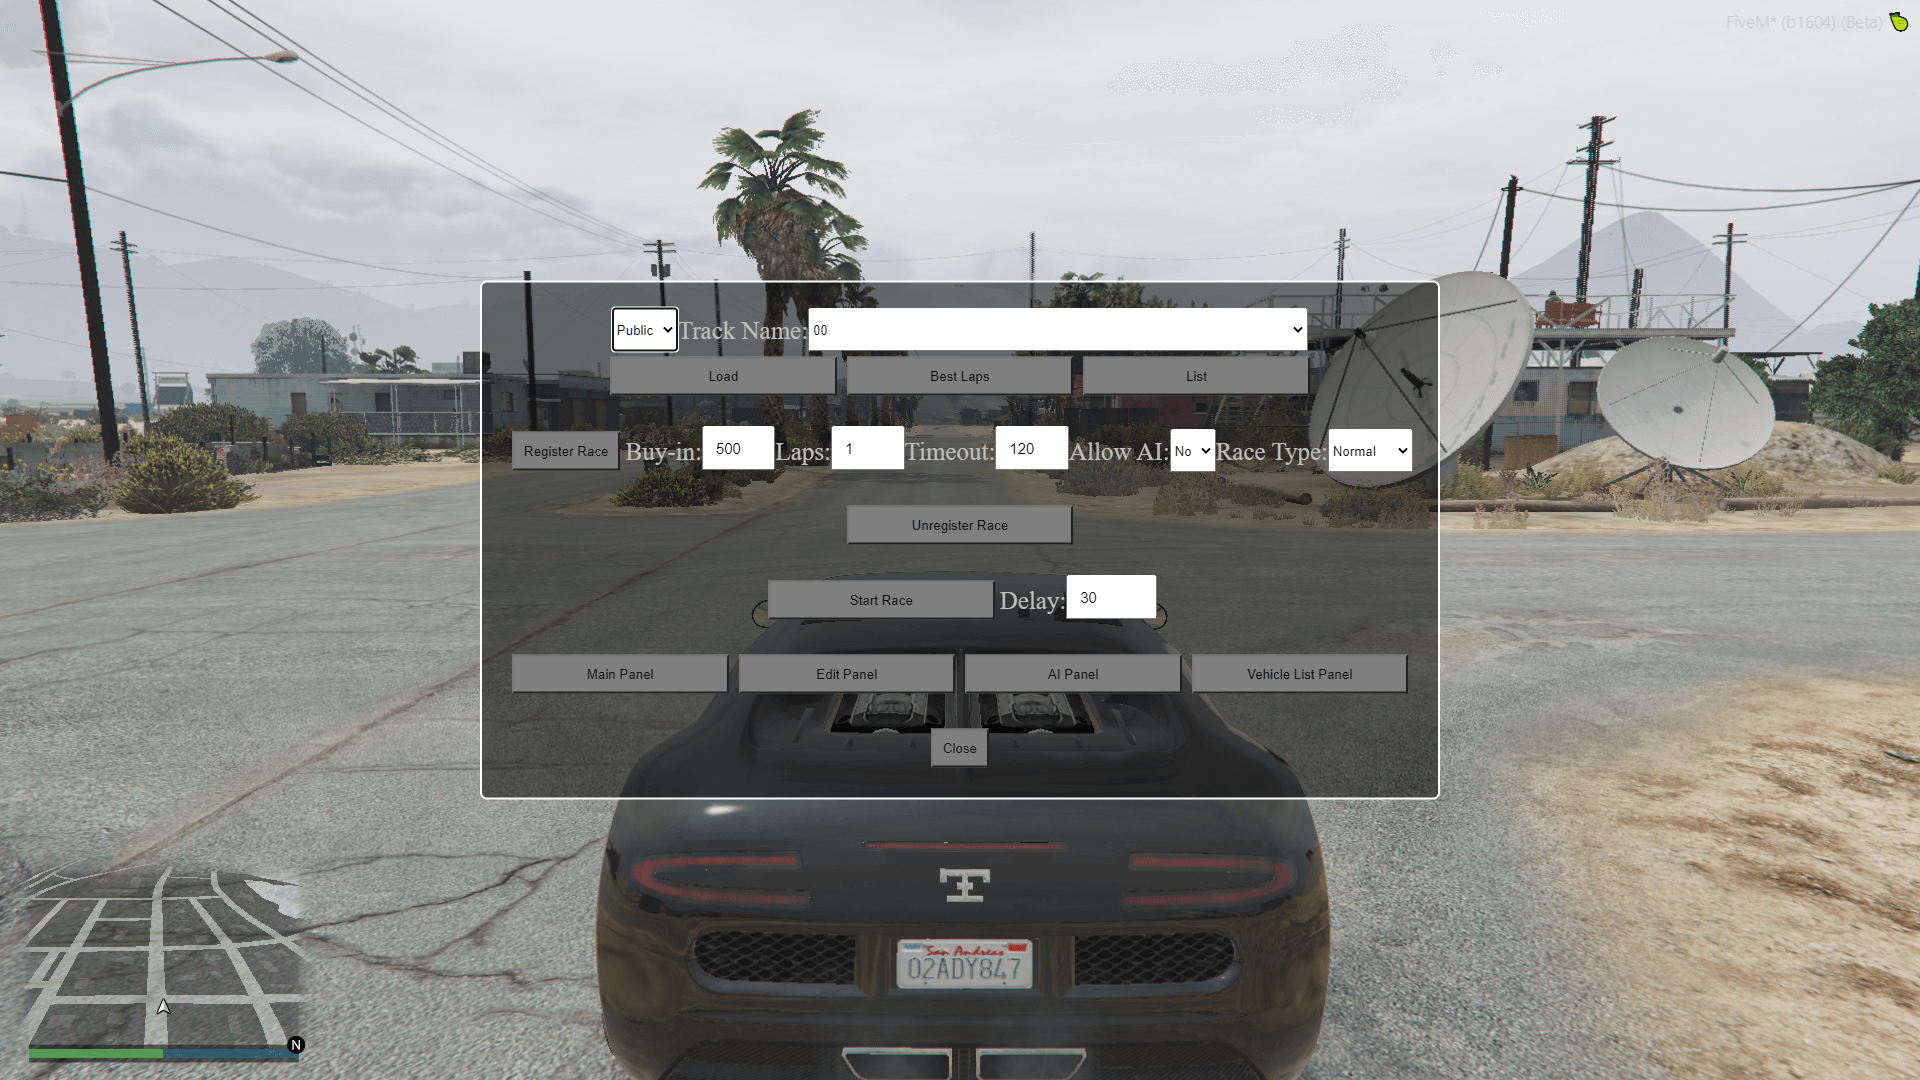 FiveM* (b1604) (Beta)
Public Track Name: 00
Load Best Laps List
Register Race Buy-in: 500 Laps: 1 Timeout: 120 Allow AI: No Race Type: Normal
Unregister Race
Start Race Delay: 30
Main Panel Edit Panel AI Panel Vehicle List Panel
Close
San Andreas
02ADY847
N